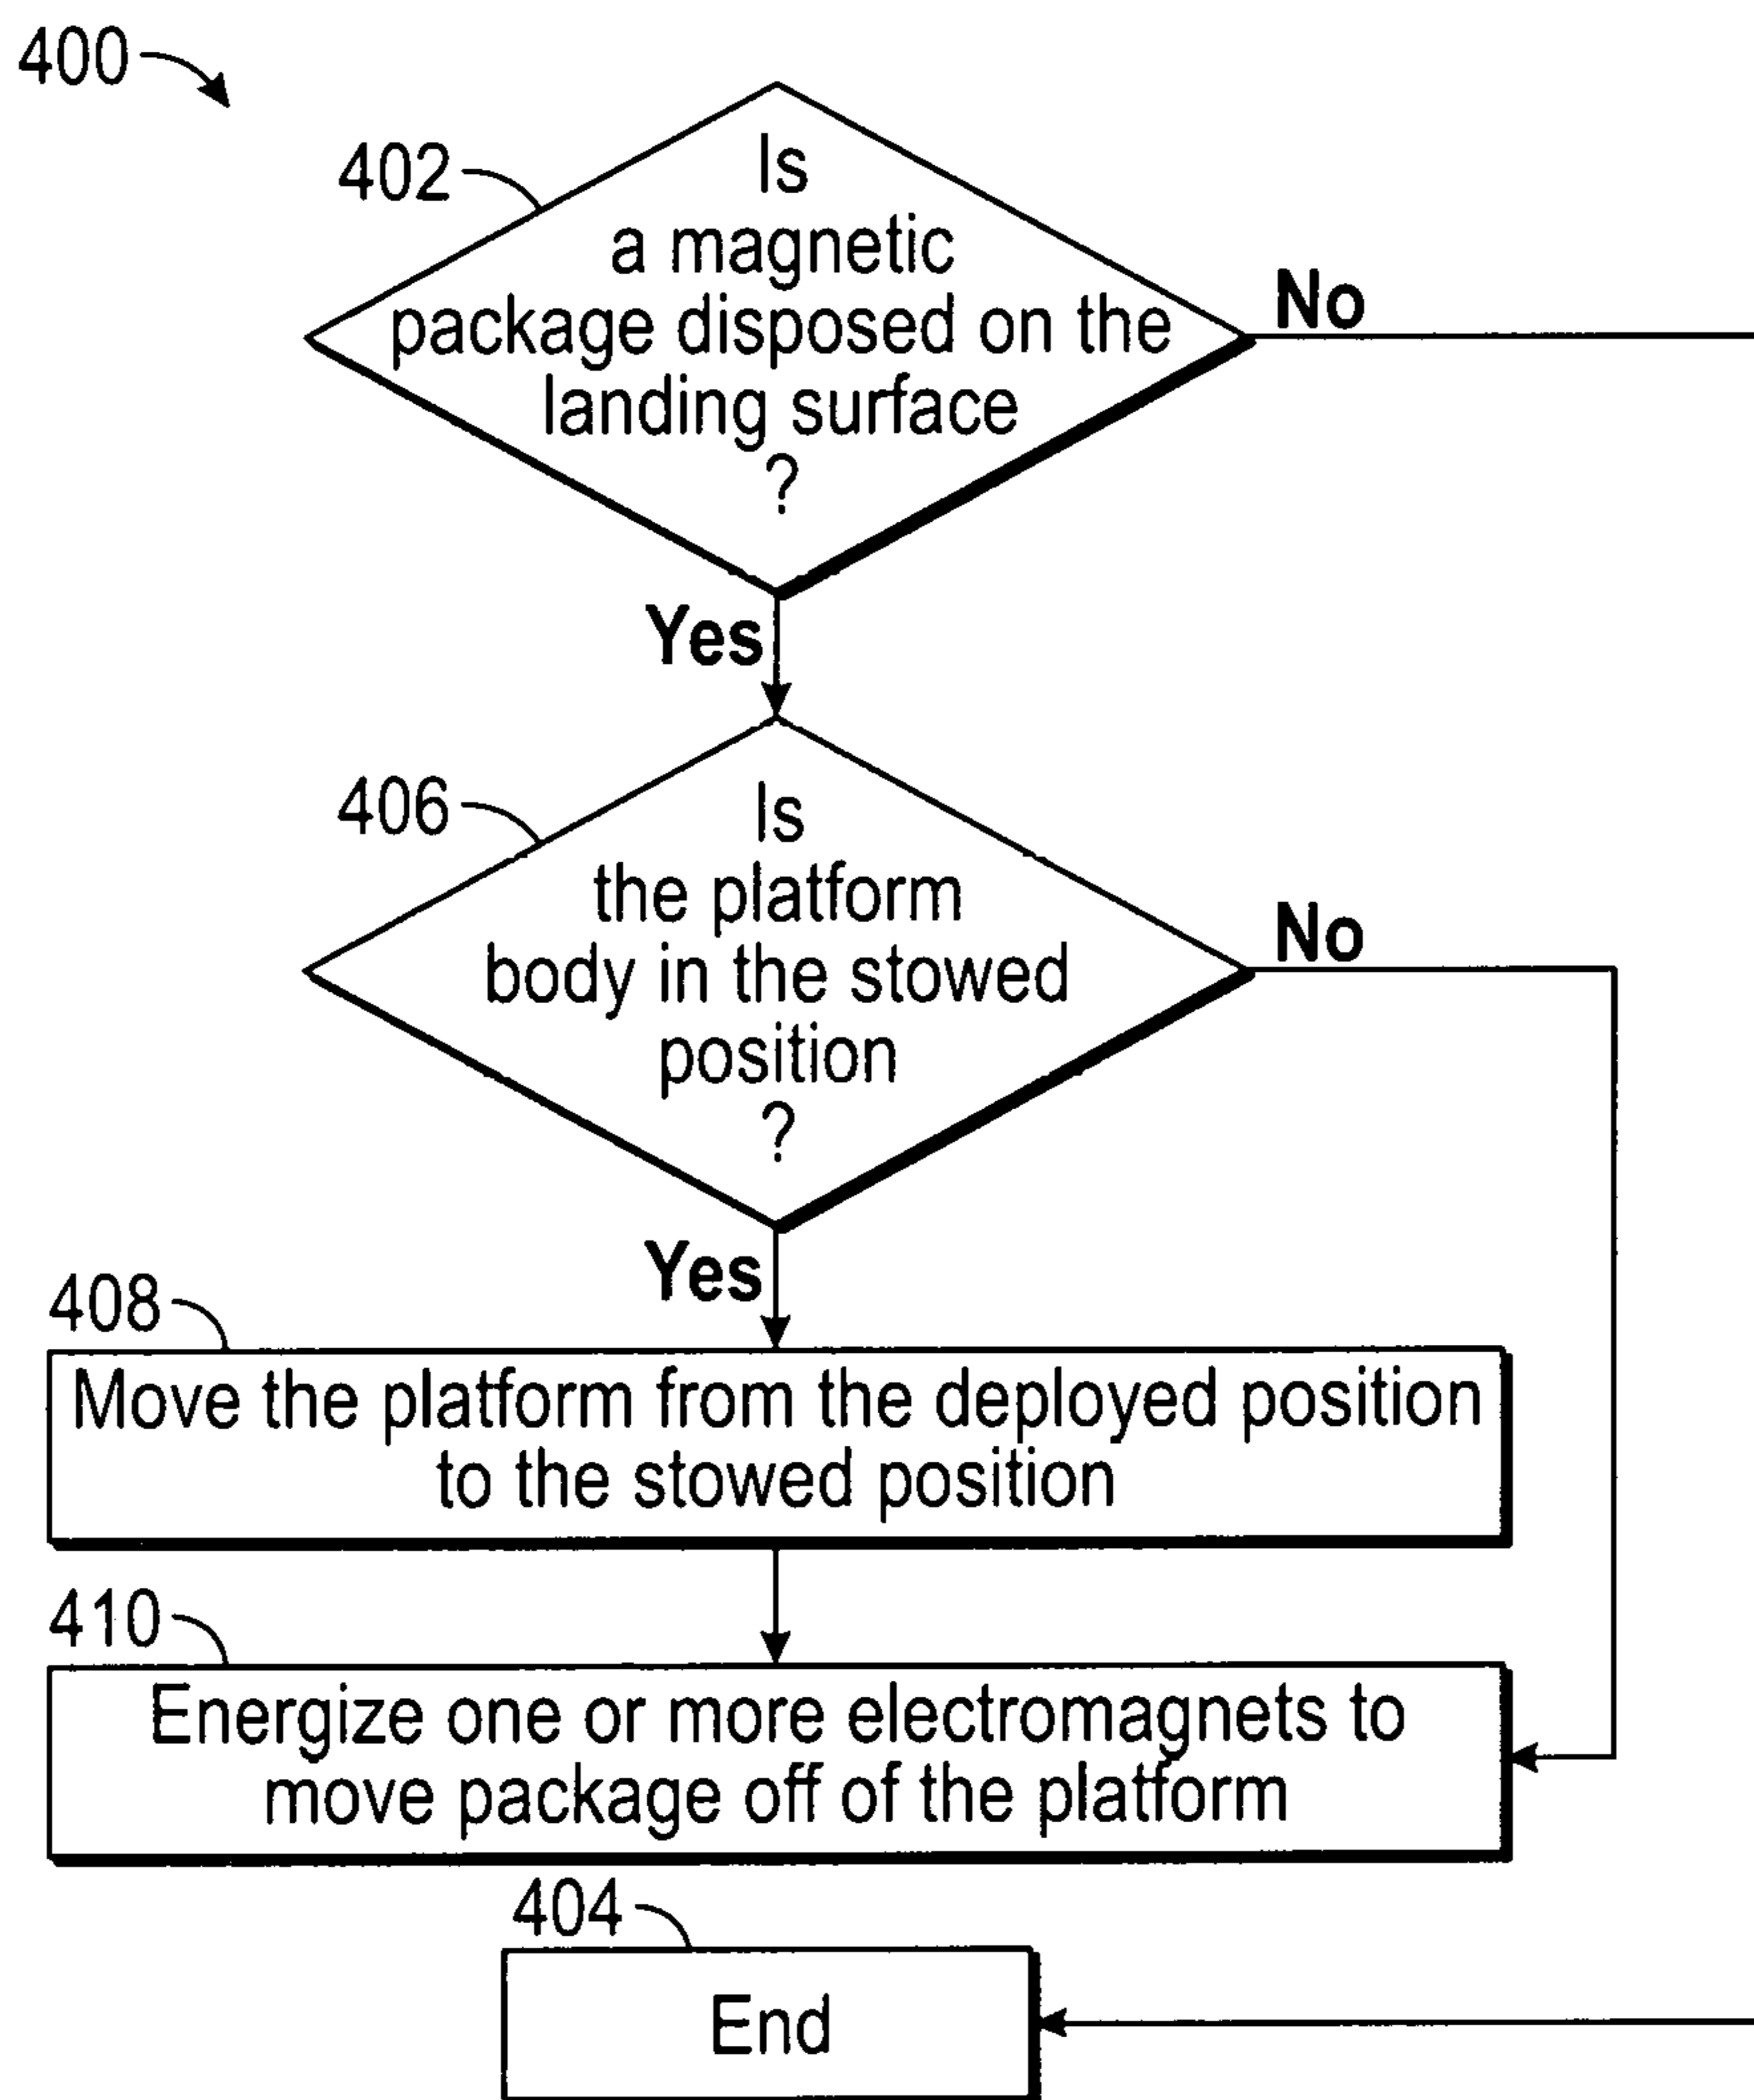 400
402
Is
a magnetic
package disposed on the
landing surface
?
No
Yes
406
Is
the platform
body in the stowed
position
?
No
Yes
408
Move the platform from the deployed position
to the stowed position
410
Energize one or more electromagnets to
move package off of the platform
404
End